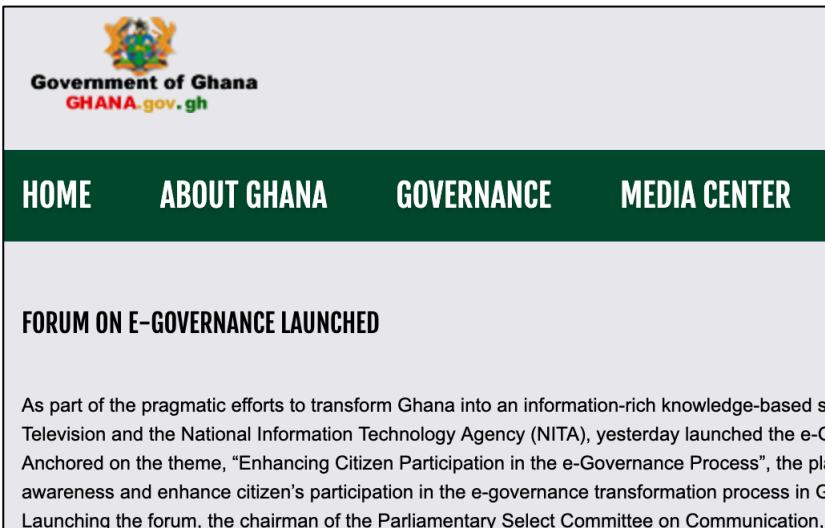 Government of Ghana
GHANA.gov.gh
HOME ABOUT GHANA GOVERNANCE MEDIA CENTER
FORUM ON E-GOVERNANCE LAUNCHED
As part of the pragmatic efforts to transform Ghana into an information-rich knowledge-based
Television and the National Information Technology Agency (NITA), yesterday launched the
Anchored on the theme, “Enhancing Citizen Participation in the e-Governance Process”, the
awareness and enhance citizen’s participation in the e-governance transformation process in
Launching the forum, the chairman of the Parliamentary Select Committee on Communication